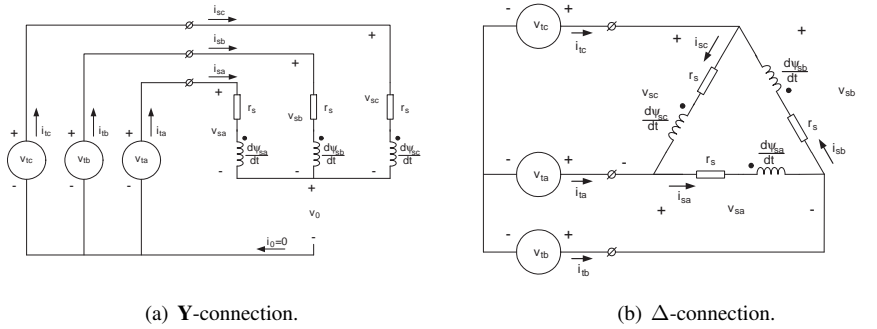 i_sc
i_sb
i_sa
+
+
+
r_s
r_s
r_s
v_sa
v_sb
v_sc
dψ_sa
dt
dψ_sb
dt
dψ_sc
dt
-
-
-
+
i_tc
+
i_tb
+
i_ta
v_tc
v_tb
v_ta
-
-
-
+
v_0
-
i_0=0
(a) Y-connection.
-
v_tc
+
i_tc
+
+
i_sc
r_s
dψ_sb
dt
v_sc
dψ_sc
dt
v_sb
r_s
i_sb
-
v_ta
+
i_ta
-
r_s
dψ_sa
dt
-
i_sa
+
v_sa
-
-
v_tb
+
i_tb
(b) Δ-connection.